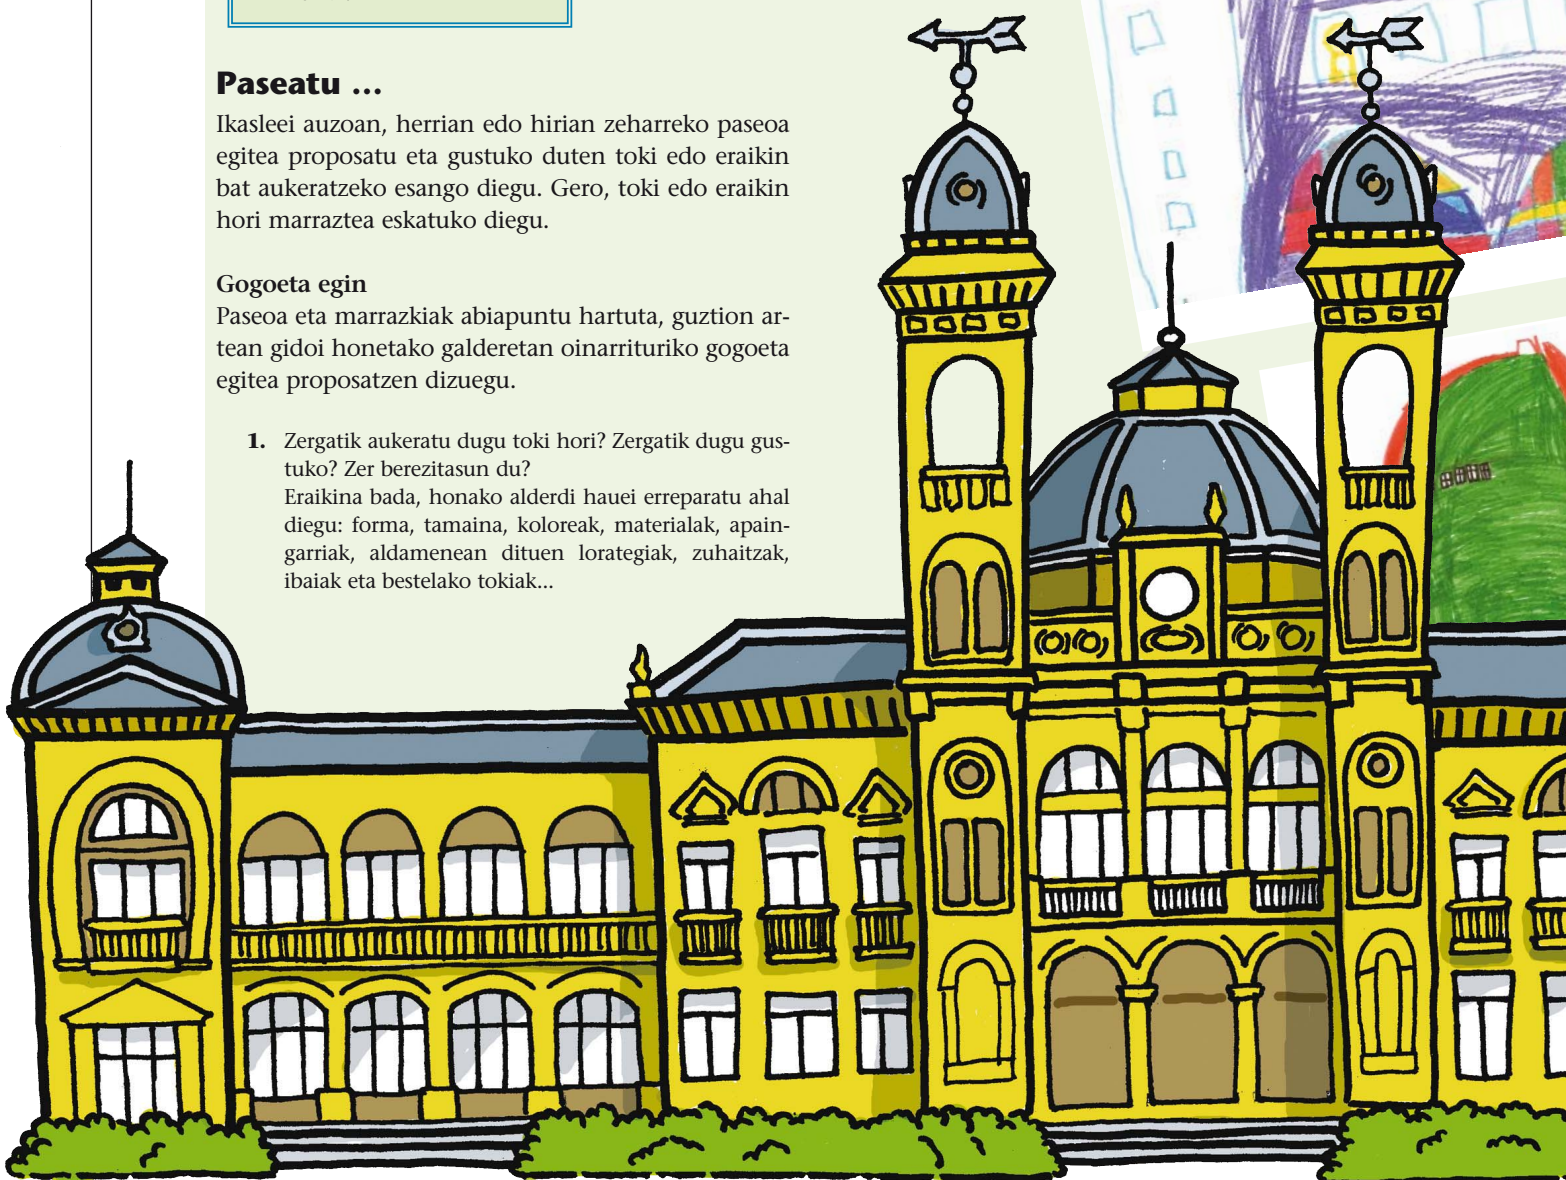 Paseatu ...
Ikasleei auzoan, herrian edo hirian zeharreko paseoa
egitea proposatu eta gustuko duten toki edo eraikin
bat aukeratzeko esango diegu. Gero, toki edo eraikin
hori marraztea eskatuko diegu.
Gogoeta egin
Paseoa eta marrazkiak abiapuntu hartuta, guztion ar-
tean gidoi honetako galderetan oinarrituriko gogoeta
egitea proposatzen dizuegu.
1. Zergatik aukeratu dugu toki hori? Zergatik dugu gus-
tuko? Zer berezitasun du?
Eraikina bada, honako alderdi hauei erreparatu ahal
diegu: forma, tamaina, koloreak, materialak, apain-
garriak, aldamenean dituen lorategiak, zuhaitzak,
ibaiak eta bestelako tokiak...